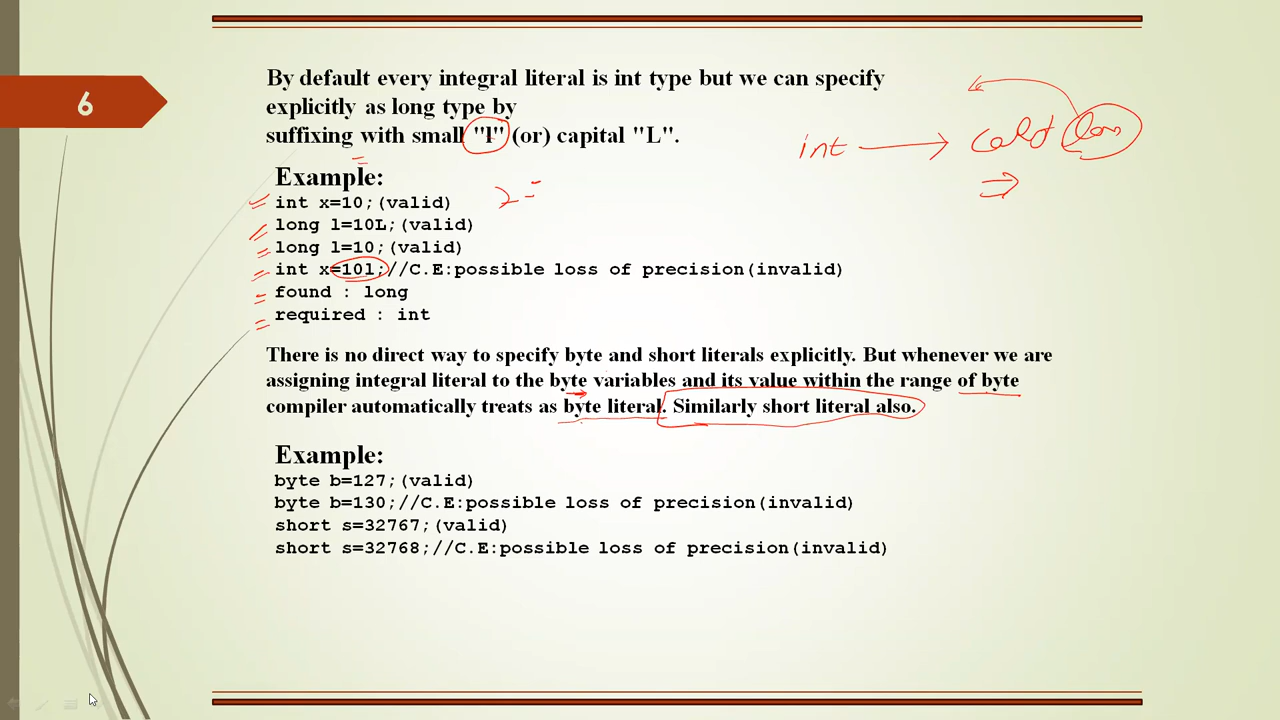 6
By default every integral literal is int type but we can specify
explicitly as long type by
suffixing with small "l" (or) capital "L".
int
Example:
int x=10;(valid)
long l=10L;(valid)
long l=10;(valid)
int x=10l;//C.E:possible loss of precision(invalid)
found : long
required : int
There is no direct way to specify byte and short literals explicitly. But whenever we are
assigning integral literal to the byte variables and its value within the range of byte
compiler automatically treats as byte literal. Similarly short literal also.
Example:
byte b=127;(valid)
byte b=130;//C.E:possible loss of precision(invalid)
short s=32767;(valid)
short s=32768;//C.E:possible loss of precision(invalid)